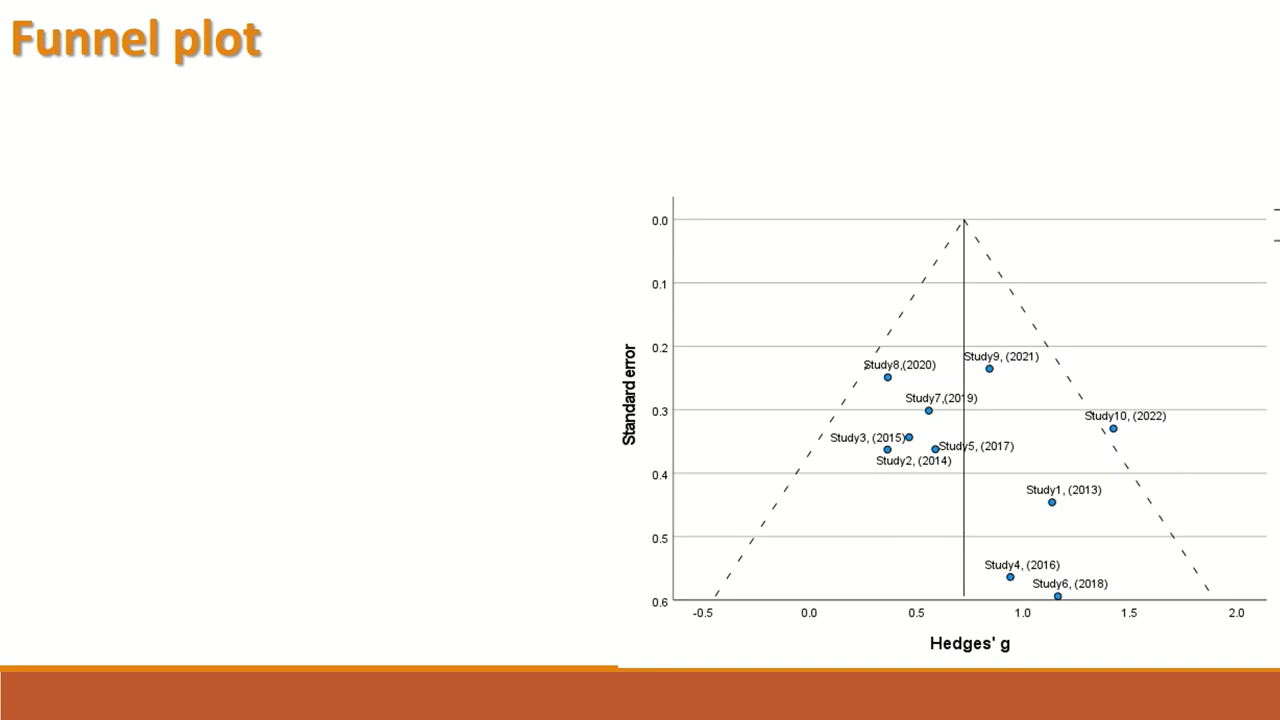 Funnel plot
0.0
0.1
0.2
Study9, (2021)
Study8,(2020)
Study7,(2019)
0.3
Study10, (2022)
Study3, (2015)
Study5, (2017)
Study2, (2014)
0.4
Study1, (2013)
0.5
Study4, (2016)
Study6, (2018)
0.6
Standard error
-0.5 0.0 0.5 1.0 1.5 2.0
Hedges' g